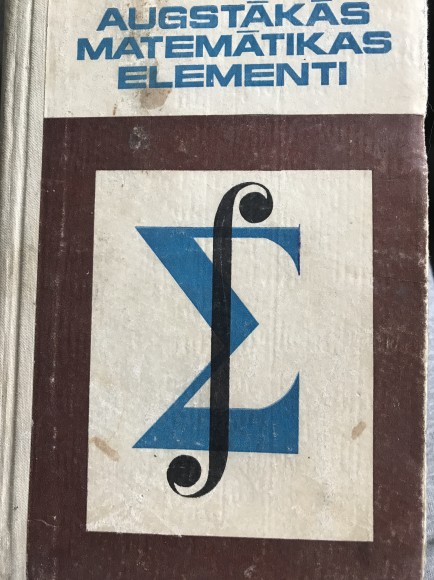 AUGSTĀKĀS
MATEMĀTIKAS
ELEMENTI
∑
∫